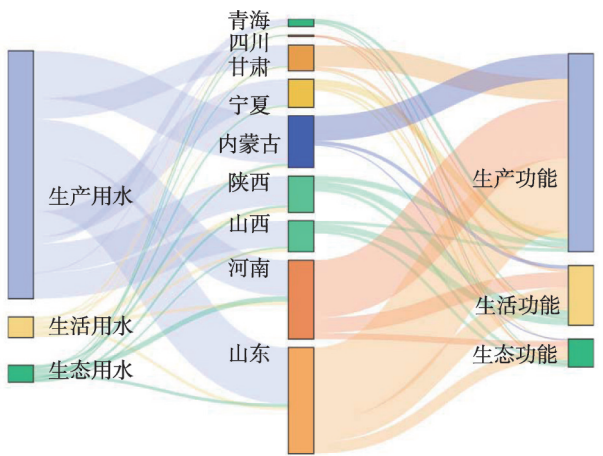 青海
四川
甘肃
宁夏
内蒙古
陕西
山西
河南
山东
生产用水
生活用水
生态用水
生产功能
生活功能
生态功能